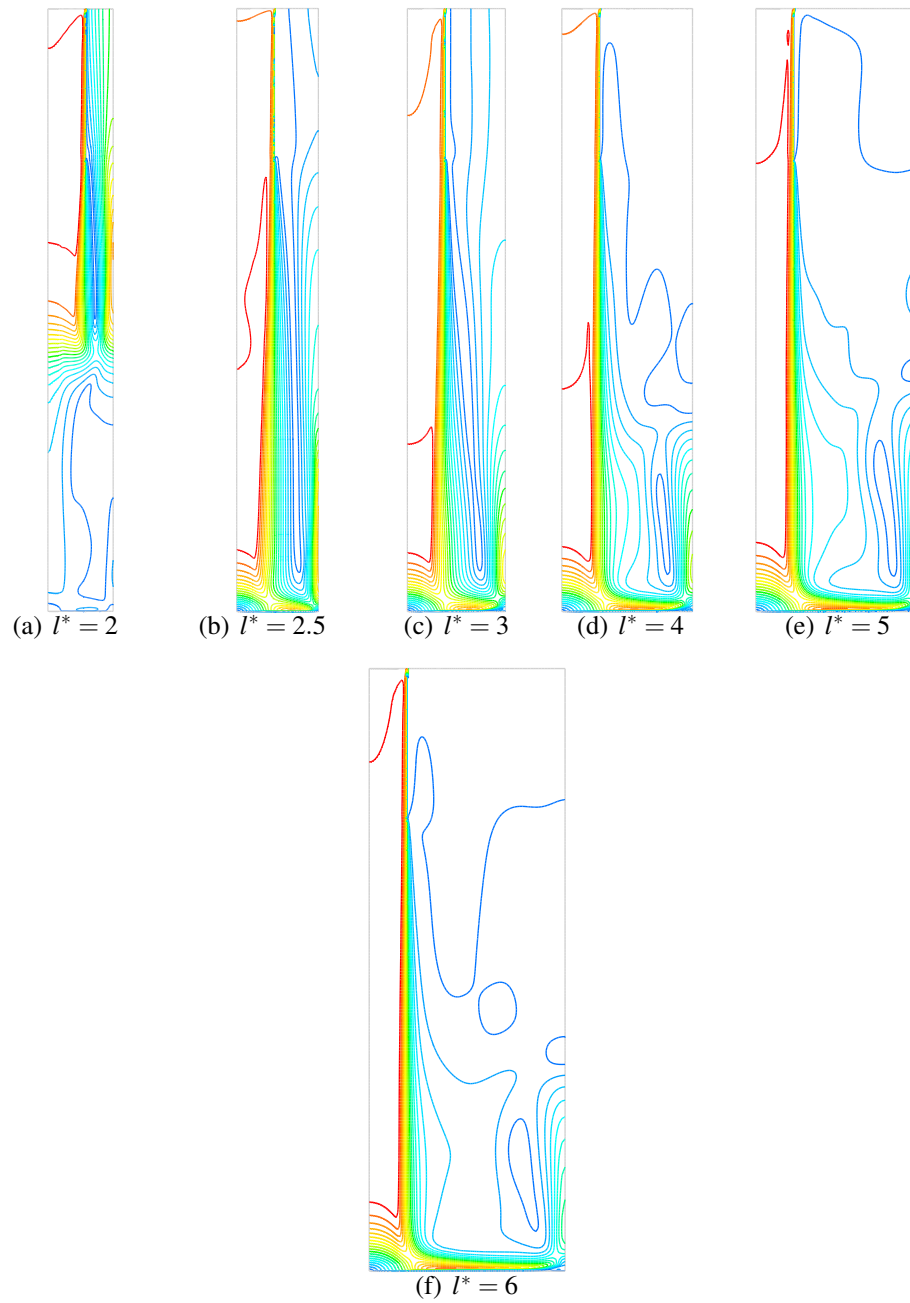 (a) l* = 2
(b) l* = 2.5
(c) l* = 3
(d) l* = 4
(e) l* = 5
(f) l* = 6